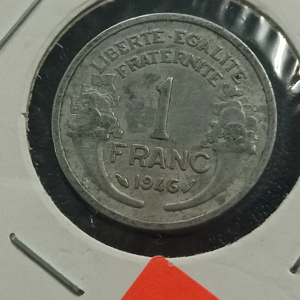 LIBERTE · EGALITE
FRATERNITE
1
FRANC
1946